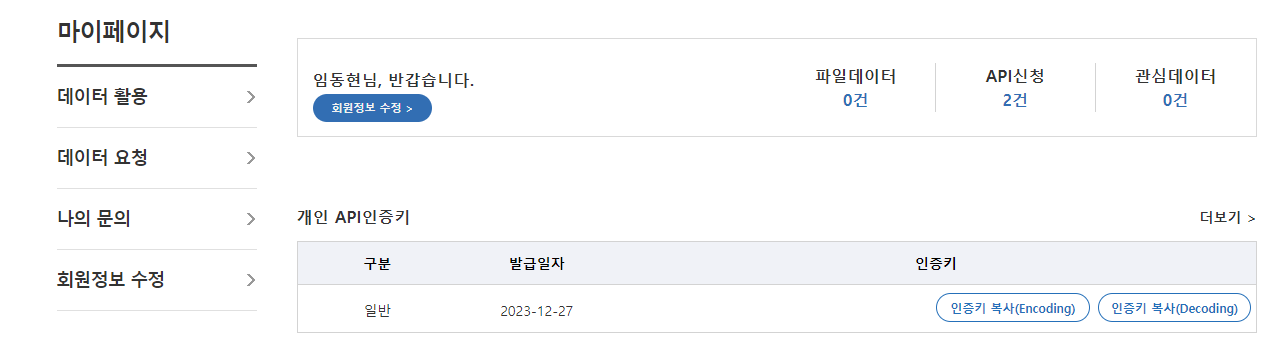 마이페이지
데이터 활용
데이터 요청
나의 문의
회원정보 수정
임동현님, 반갑습니다.
회원정보 수정 >
파일데이터 API신청 관심데이터
0건 2건 0건
개인 API인증키 더보기 >
구분 발급일자 인증키
일반 2023-12-27 인증키 복사(Encoding) 인증키 복사(Decoding)